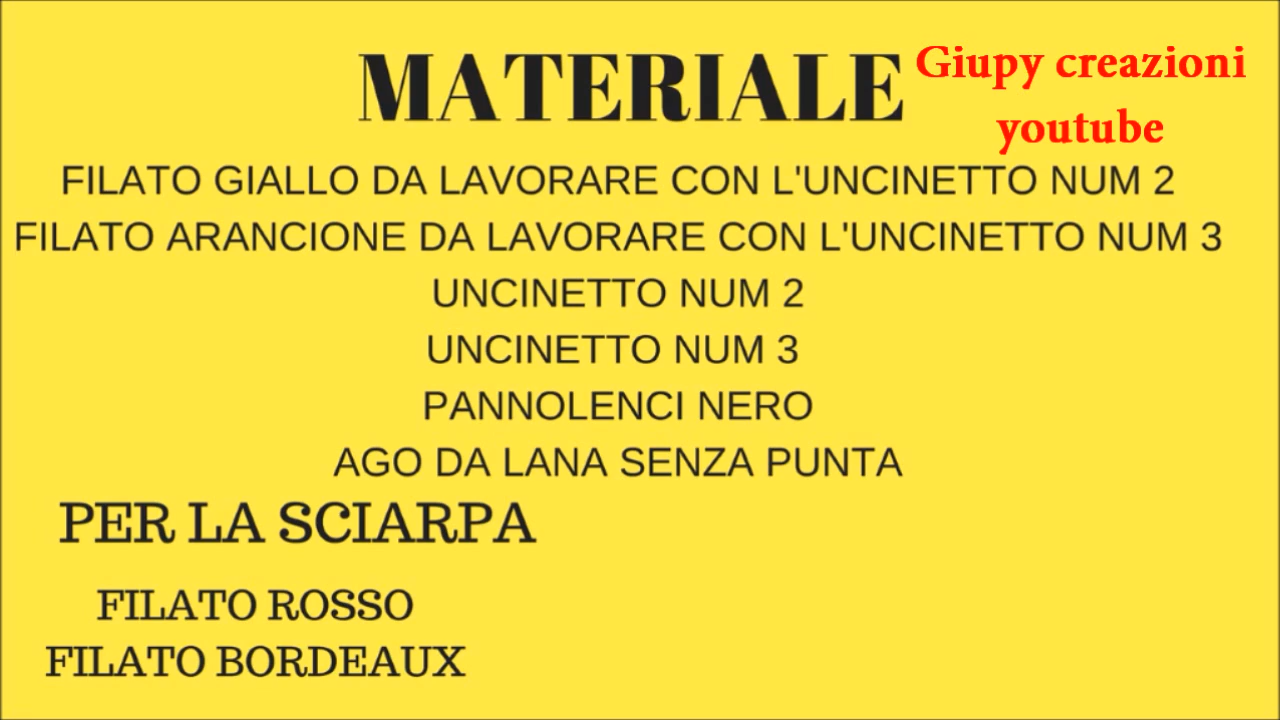 MATERIALE
Giupy creazioni
youtube
FILATO GIALLO DA LAVORARE CON L'UNCINETTO NUM 2
FILATO ARANCIONE DA LAVORARE CON L'UNCINETTO NUM 3
UNCINETTO NUM 2
UNCINETTO NUM 3
PANNOLENCI NERO
AGO DA LANA SENZA PUNTA
PER LA SCIARPA
FILATO ROSSO
FILATO BORDEAUX